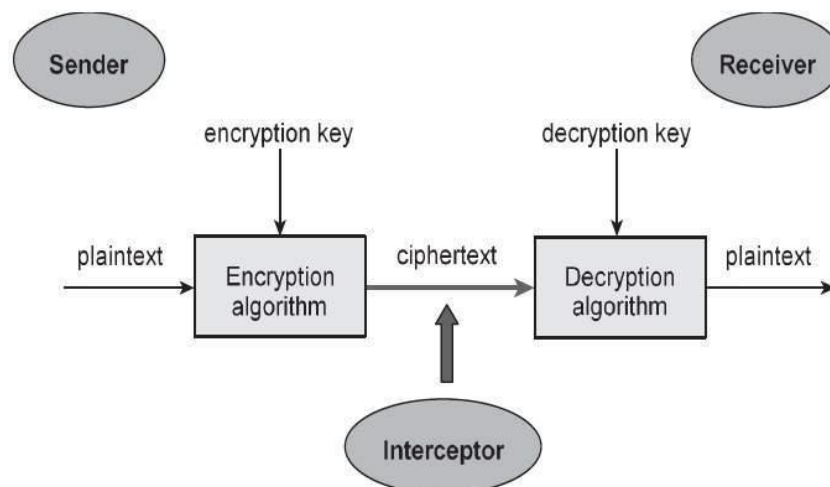 Sender
Receiver
encryption key
decryption key
plaintext
Encryption
algorithm
ciphertext
Decryption
algorithm
plaintext
Interceptor